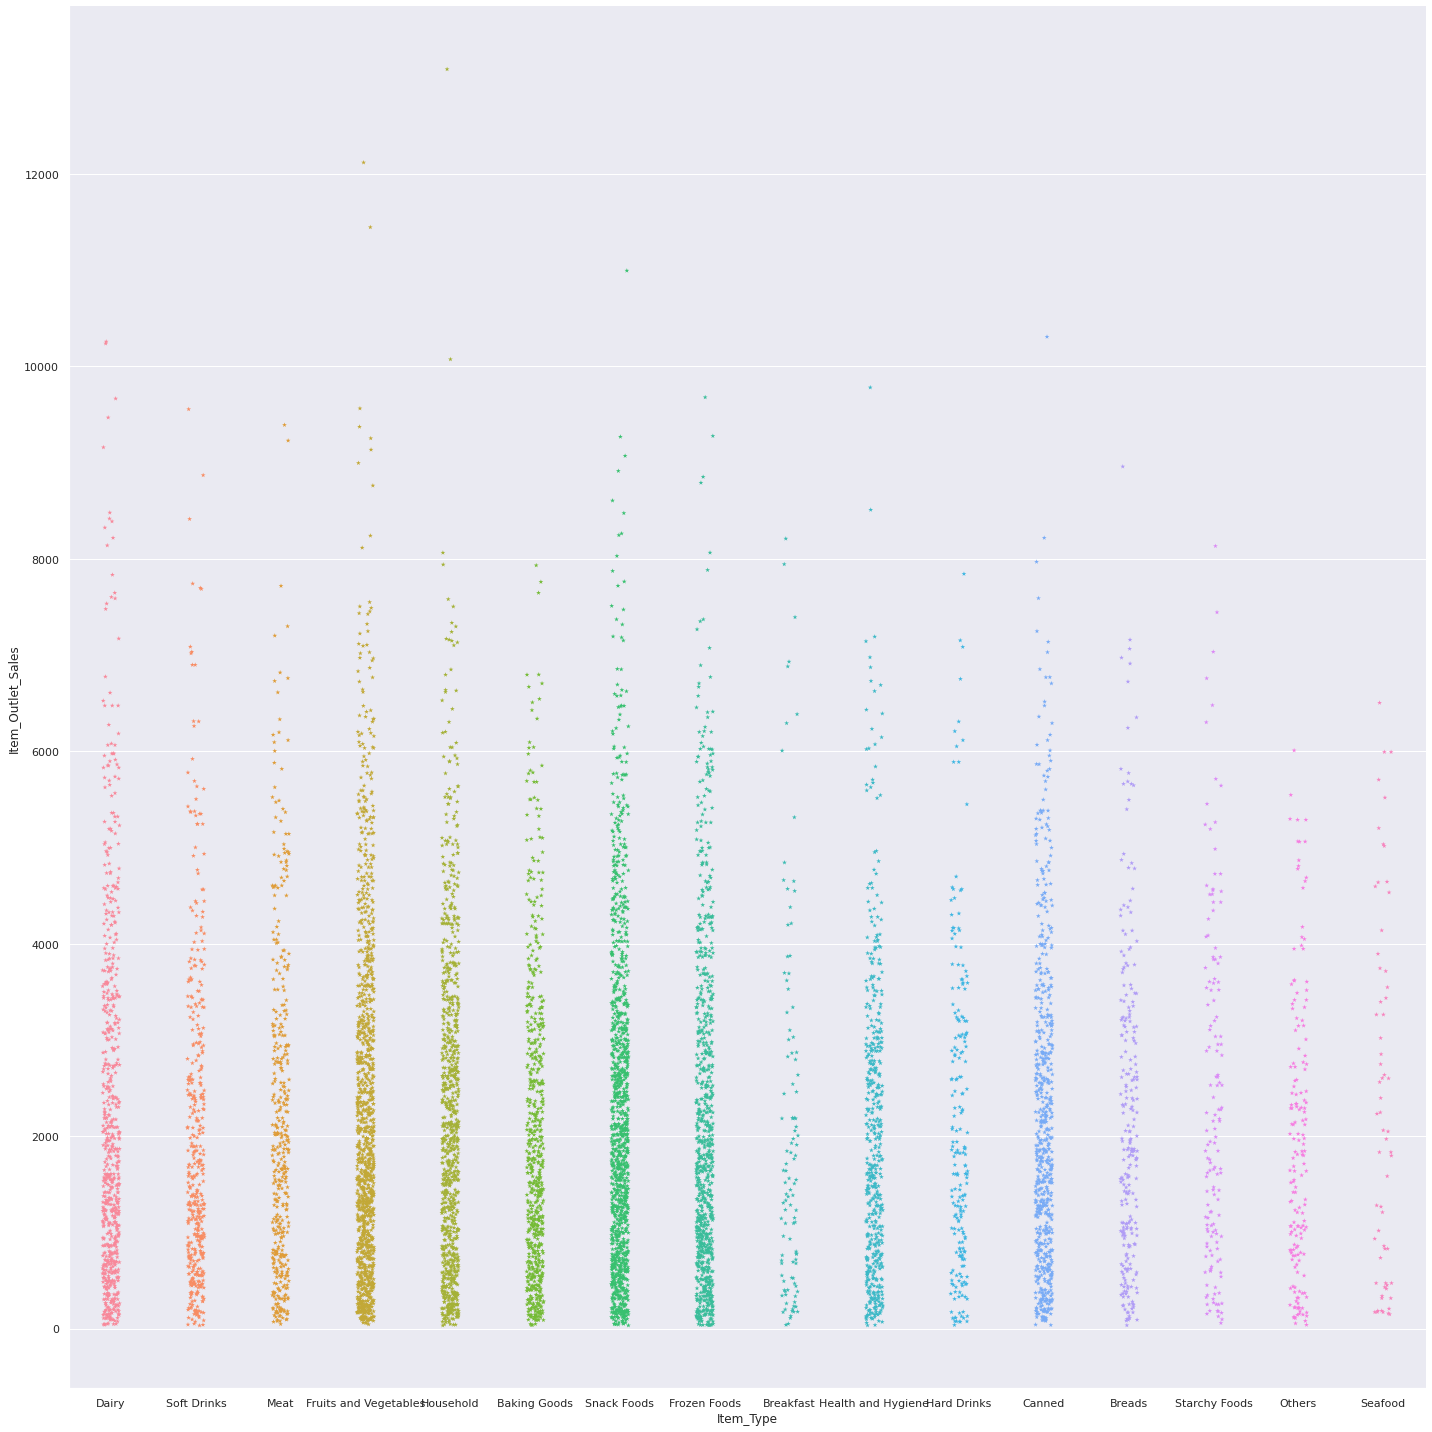 12000
10000
8000
6000
4000
2000
0
Item_Outlet_Sales
Dairy Soft Drinks Meat Fruits and Vegetables Household Baking Goods Snack Foods Frozen Foods Breakfast Health and Hygiene Hard Drinks Canned Breads Starchy Foods Others Seafood
Item_Type